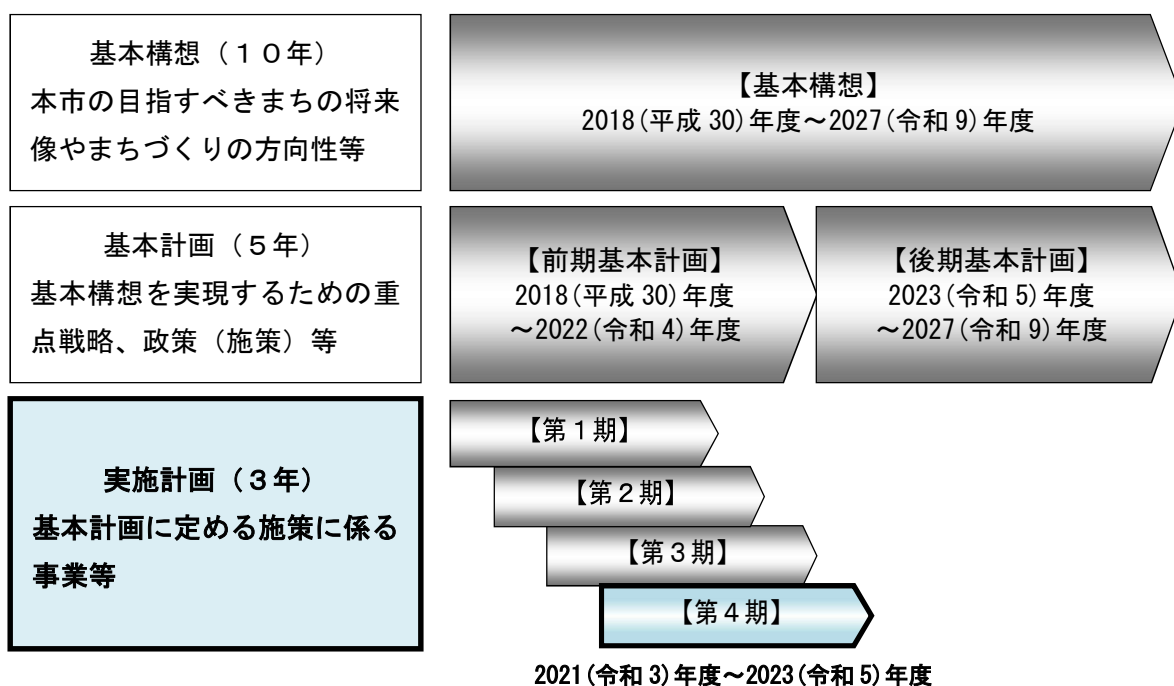 基本構想（１０年）
本市の目指すべきまちの将来
像やまちづくりの方向性等
【基本構想】
2018(平成 30)年度～2027(令和 9)年度
基本計画（５年）
基本構想を実現するための重
点戦略、政策（施策）等
【前期基本計画】
2018(平成 30)年度
～2022(令和 4)年度
【後期基本計画】
2023(令和 5)年度
～2027(令和 9)年度
実施計画（３年）
基本計画に定める施策に係る
事業等
【第１期】
【第２期】
【第３期】
【第４期】
2021(令和 3)年度～2023(令和 5)年度